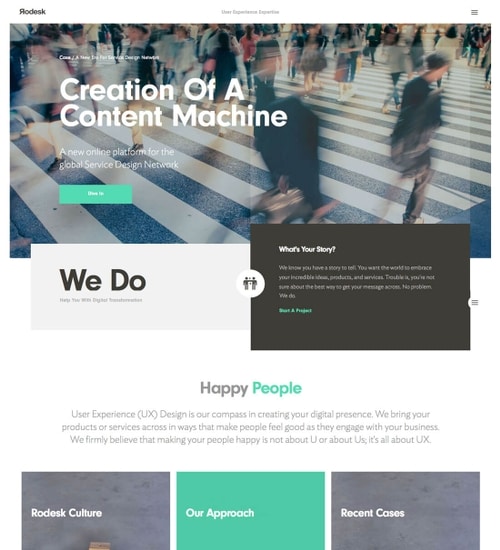 Rodesk
User Experience Expertise
Case / A New Era For Service Design Network
Creation Of A
Content Machine
A new online platform for the
global Service Design Network
Dive In
What's Your Story?
We know you have a story to tell. You want the world to embrace
your incredible ideas, products, and services. Trouble is, you're not
sure about the best way to get your message across. No problem.
We do.
Start A Project
We Do
Help You With Digital Transformation
Happy People
User Experience (UX) Design is our compass in creating your digital presence. We bring your
products or services across in ways that make people feel good as they engage with your business.
We firmly believe that making your people happy is not about U or about Us; it's all about UX.
Rodesk Culture
Our Approach
Recent Cases